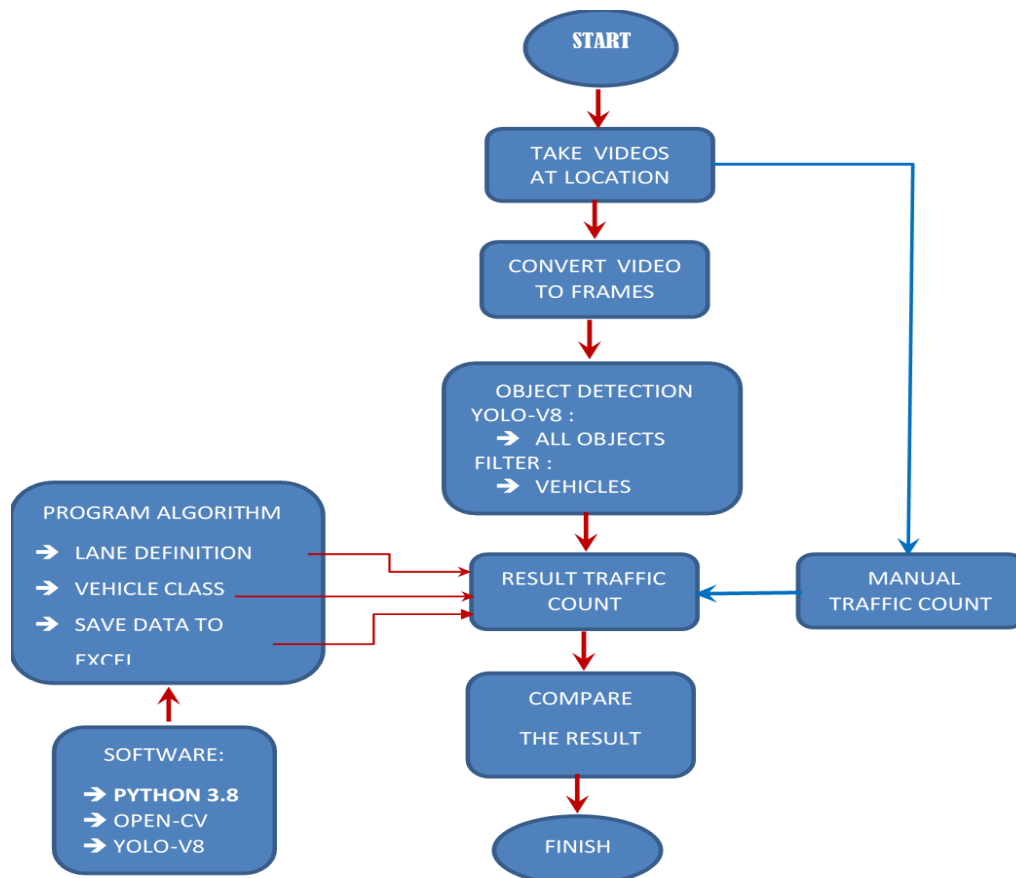 START
TAKE VIDEOS
AT LOCATION
CONVERT VIDEO
TO FRAMES
OBJECT DETECTION
YOLO-V8 :
➔ ALL OBJECTS
FILTER :
➔ VEHICLES
PROGRAM ALGORITHM
➔ LANE DEFINITION
➔ VEHICLE CLASS
➔ SAVE DATA TO
EXCEL
RESULT TRAFFIC
COUNT
MANUAL
TRAFFIC COUNT
COMPARE
THE RESULT
SOFTWARE:
➔ PYTHON 3.8
➔ OPEN-CV
➔ YOLO-V8
FINISH